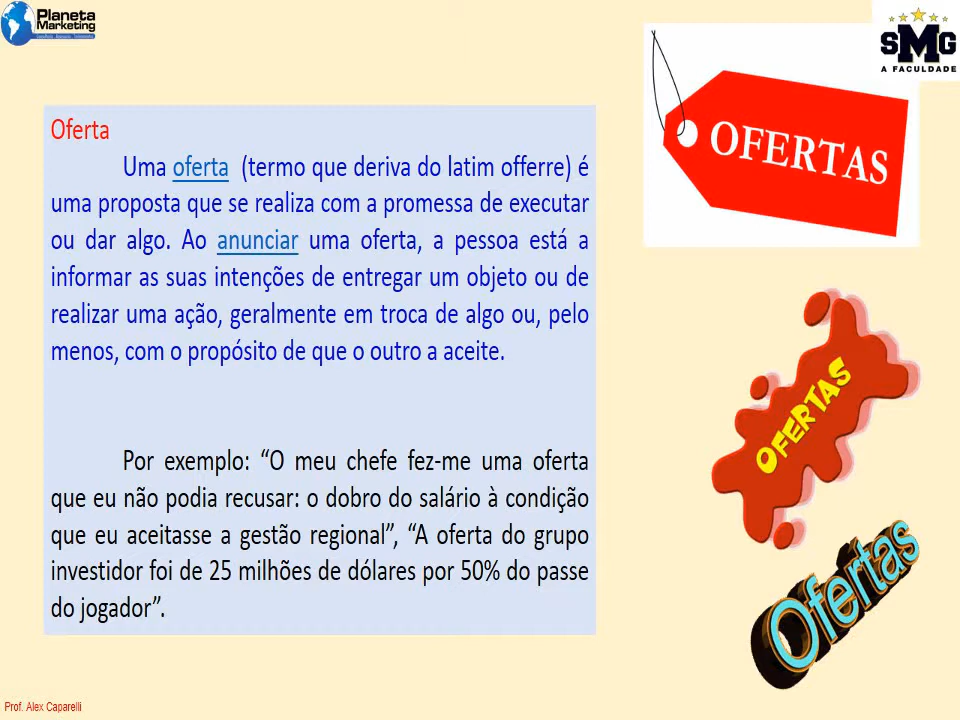 Planeta
Marketing
SMG
A FACULDADE
OFERTAS
Oferta
Uma oferta (termo que deriva do latim offerre) é
uma proposta que se realiza com a promessa de executar
ou dar algo. Ao anunciar uma oferta, a pessoa está a
informar as suas intenções de entregar um objeto ou de
realizar uma ação, geralmente em troca de algo ou, pelo
menos, com o propósito de que o outro a aceite.
Por exemplo: “O meu chefe fez-me uma oferta
que eu não podia recusar: o dobro do salário à condição
que eu aceitasse a gestão regional”, “A oferta do grupo
investidor foi de 25 milhões de dólares por 50% do passe
do jogador”.
OFERTAS
Ofertas
Prof. Alex Caparelli